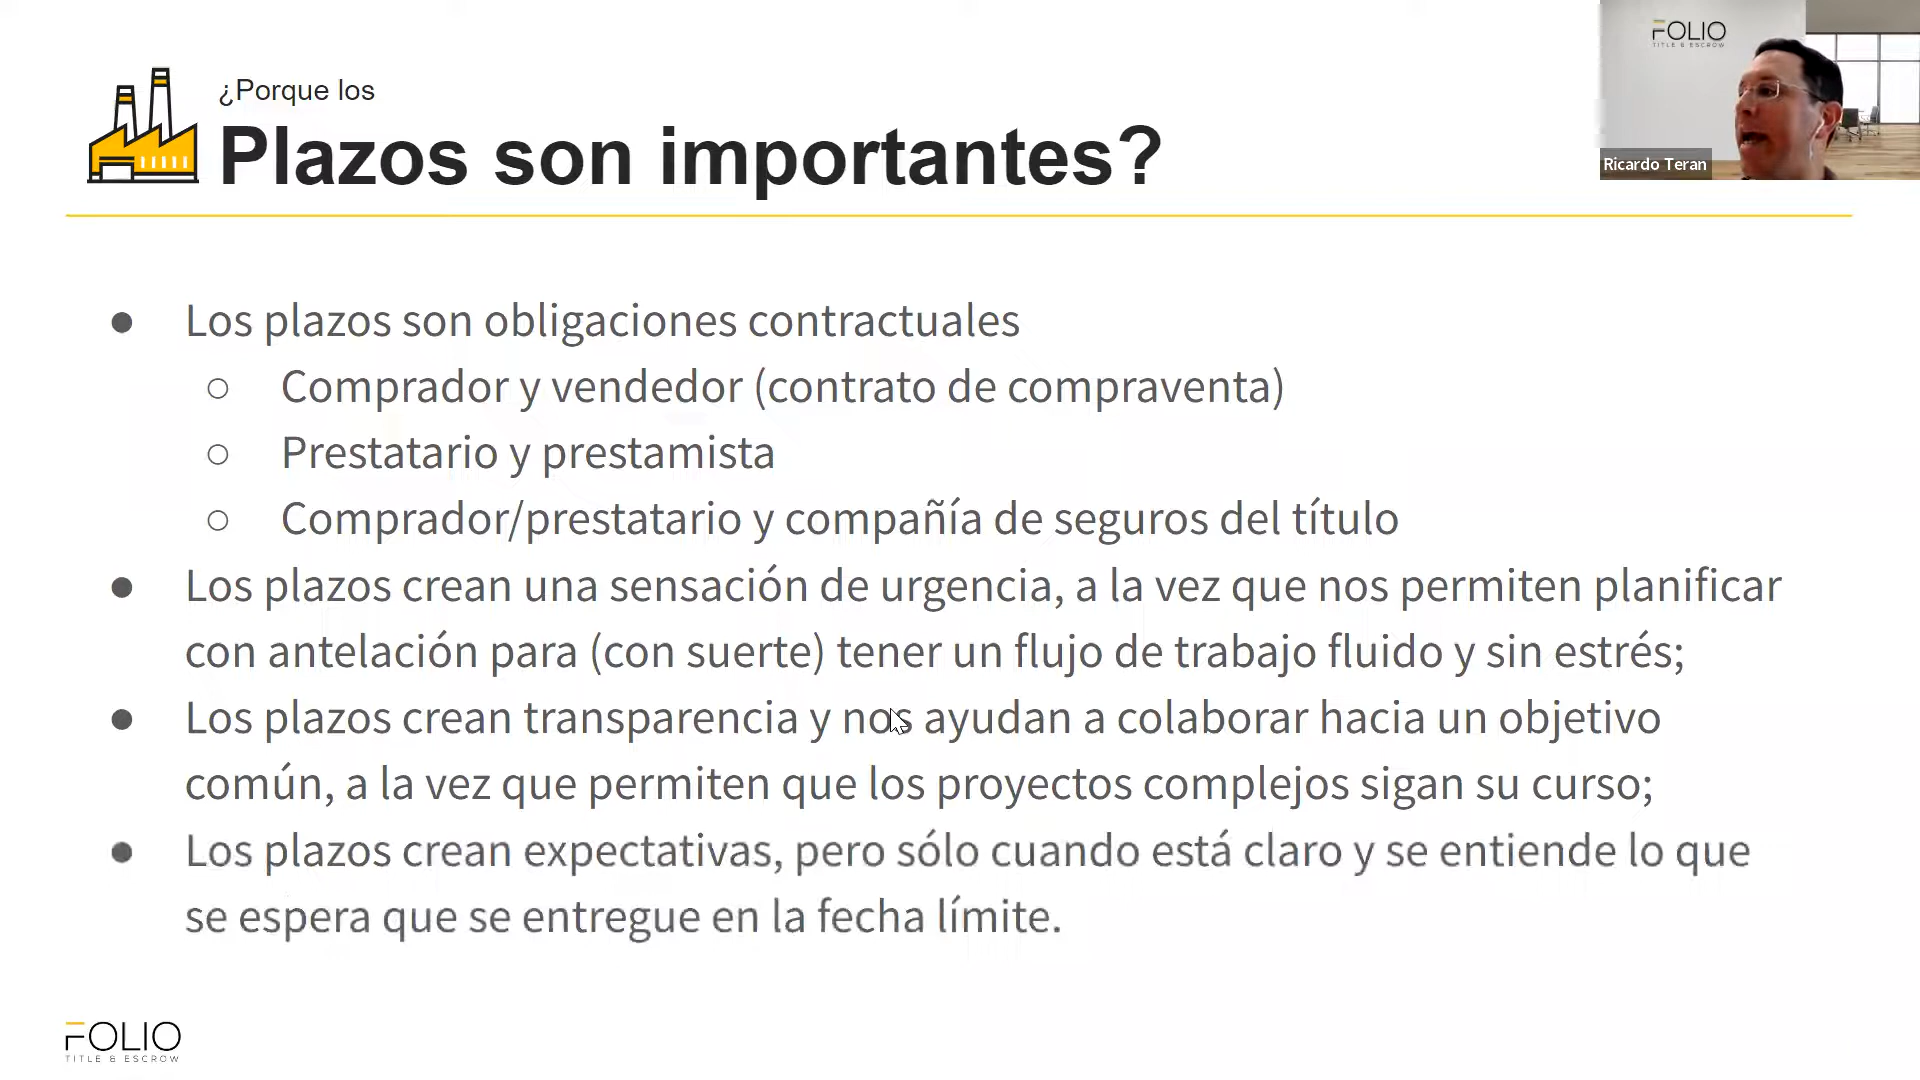 ¿Porque los
Plazos son importantes?
FOLIO
TITLE & ESCROW
Ricardo Teran
● Los plazos son obligaciones contractuales
○ Comprador y vendedor (contrato de compraventa)
○ Prestatario y prestamista
○ Comprador/prestatario y compañía de seguros del título
● Los plazos crean una sensación de urgencia, a la vez que nos permiten planificar
con antelación para (con suerte) tener un flujo de trabajo fluido y sin estrés;
● Los plazos crean transparencia y nos ayudan a colaborar hacia un objetivo
común, a la vez que permiten que los proyectos complejos sigan su curso;
● Los plazos crean expectativas, pero sólo cuando está claro y se entiende lo que
se espera que se entregue en la fecha límite.
FOLIO
TITLE & ESCROW